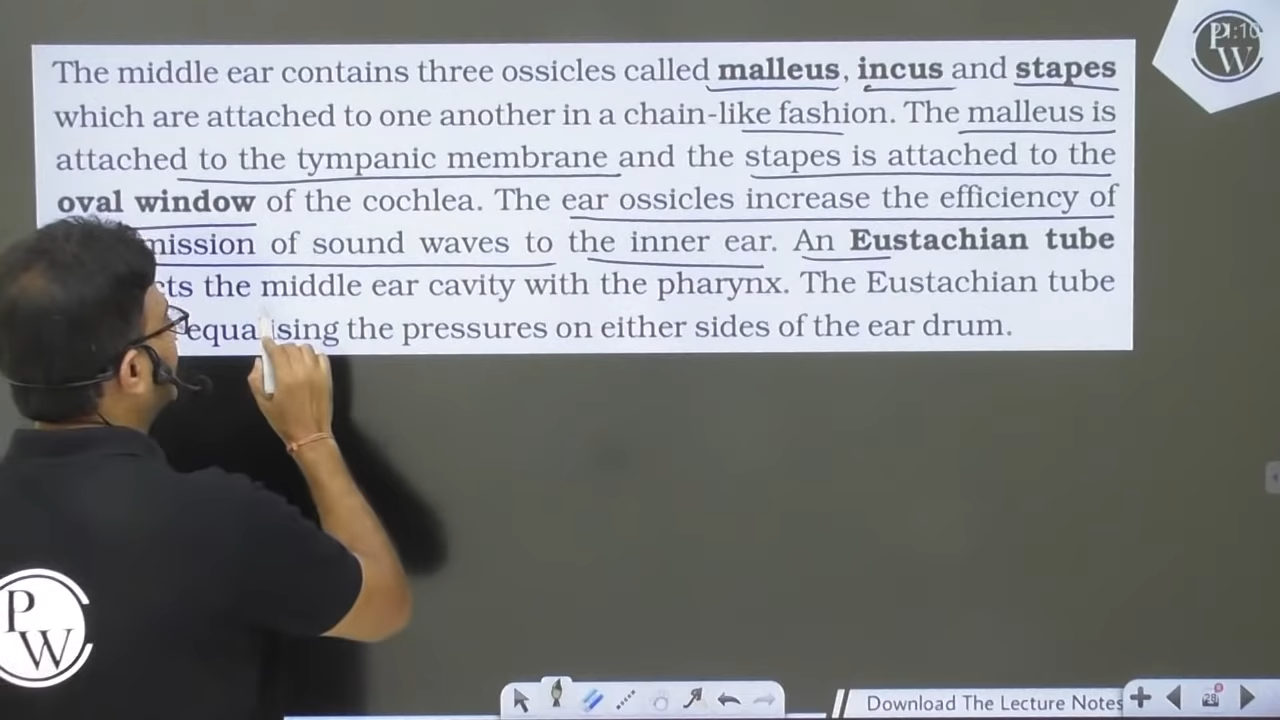 The middle ear contains three ossicles called malleus, incus and stapes
which are attached to one another in a chain-like fashion. The malleus is
attached to the tympanic membrane and the stapes is attached to the
oval window of the cochlea. The ear ossicles increase the efficiency of
mission of sound waves to the inner ear. An Eustachian tube
cts the middle ear cavity with the pharynx. The Eustachian tube
equalising the pressures on either sides of the ear drum.
PW
PW
Download The Lecture Notes
28